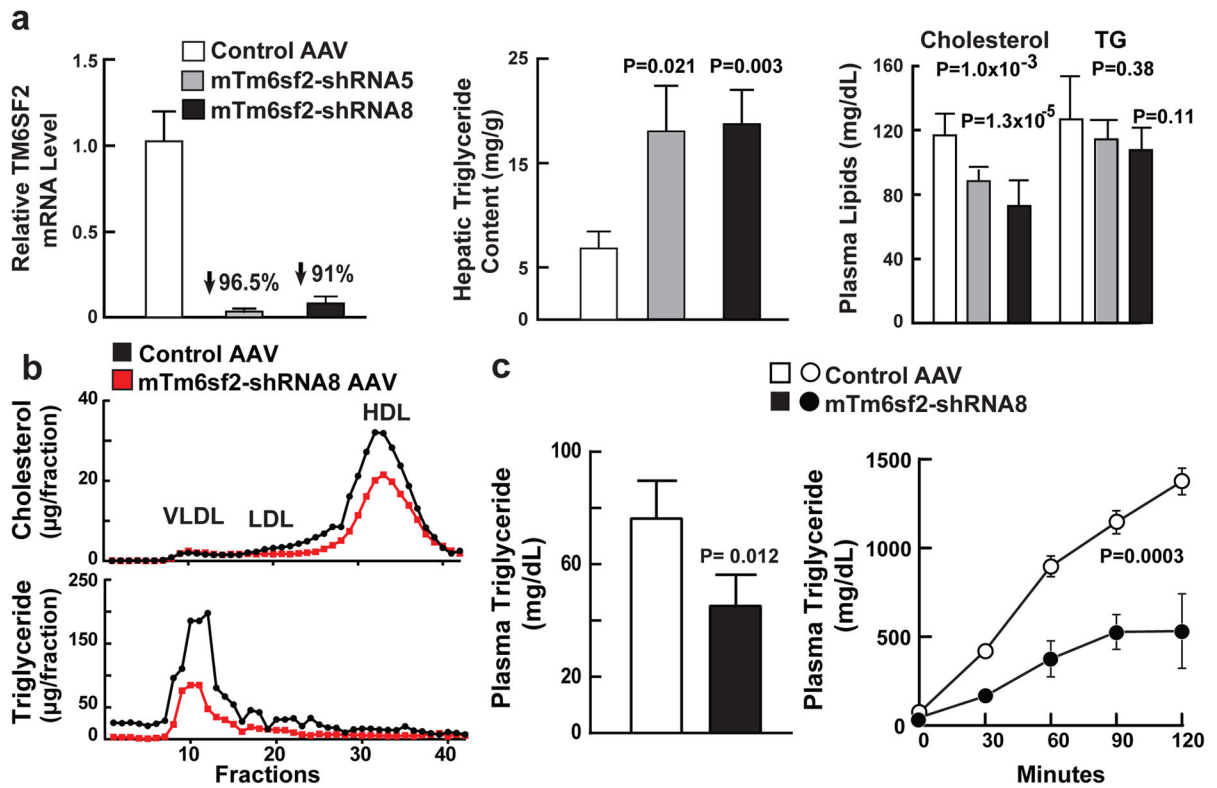 a
Control AAV
mTm6sf2-shRNA5
mTm6sf2-shRNA8
Relative TM6SF2
mRNA Level
1.5
1.0
0.5
0
96.5%
91%
Hepatic Triglyceride
Content (mg/g)
25
15
5
P=0.021
P=0.003
Plasma Lipids (mg/dL)
160
120
80
40
0
Cholesterol
TG
P=1.0x10-3
P=0.38
P=1.3x10-5
P=0.11
b
Control AAV
mTm6sf2-shRNA8 AAV
Cholesterol
(µg/fraction)
40
20
0
VLDL
LDL
HDL
Triglyceride
(µg/fraction)
250
150
50
0
10
20
30
40
Fractions
c
Control AAV
mTm6sf2-shRNA8
Plasma Triglyceride
(mg/dL)
100
60
20
0
P= 0.012
Plasma Triglyceride
(mg/dL)
1500
1000
500
0
P=0.0003
0
30
60
90
120
Minutes